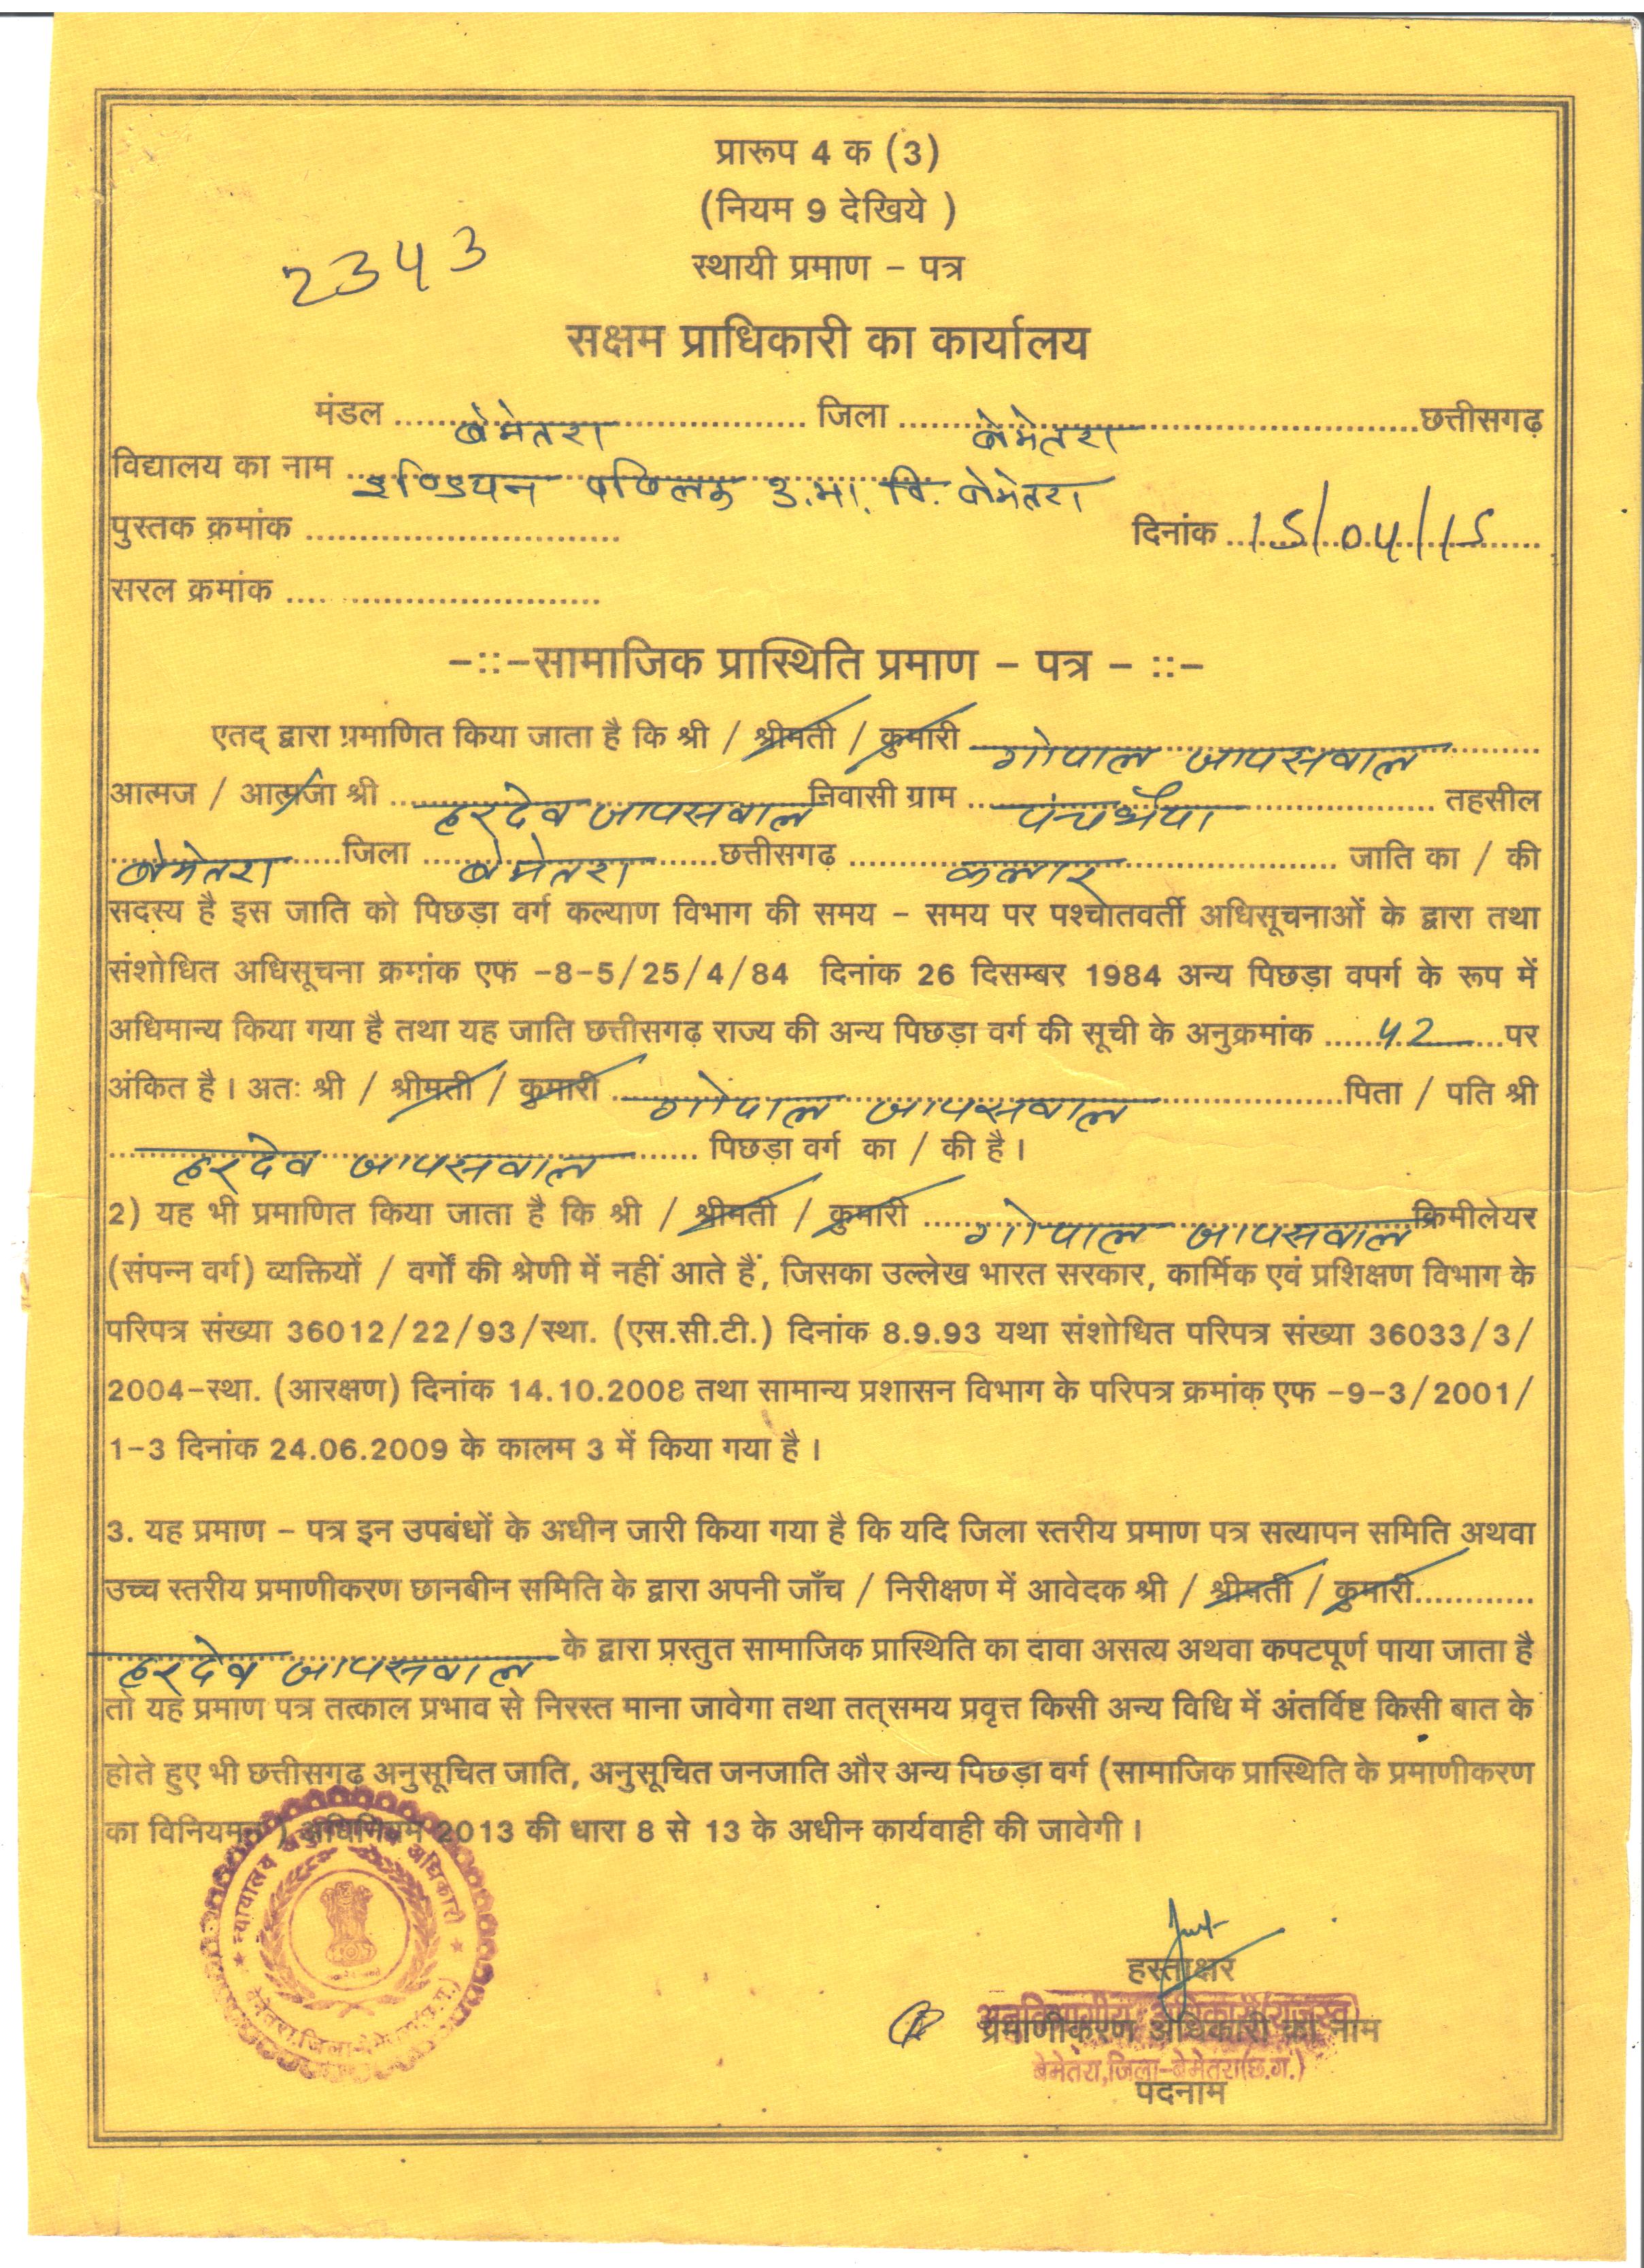 प्रारूप 4 क (3)
(नियम 9 देखिये )
2343
स्थायी प्रमाण - पत्र
सक्षम प्राधिकारी का कार्यालय
मंडल बेमेतरा जिला बेमेतरा छत्तीसगढ़
विद्यालय का नाम इण्डियन पब्लिक उ.मा. वि. बेमेतरा
पुस्तक क्रमांक .............................. दिनांक 15/04/15
सरल क्रमांक ..............................
-::-सामाजिक प्रास्थिति प्रमाण - पत्र - ::-
एतद् द्वारा प्रमाणित किया जाता है कि श्री / श्रीमती / कुमारी गोपाल जायसवाल
आत्मज / आत्मजा श्री हरदेव जायसवाल निवासी ग्राम पंचभैया तहसील
बेमेतरा जिला बेमेतरा छत्तीसगढ़ कलार जाति का / की
सदस्य है इस जाति को पिछड़ा वर्ग कल्याण विभाग की समय - समय पर पश्चातवर्ती अधिसूचनाओं के द्वारा तथा
संशोधित अधिसूचना क्रमांक एफ -8-5/25/4/84 दिनांक 26 दिसम्बर 1984 अन्य पिछड़ा वपर्ग के रूप में
अधिमान्य किया गया है तथा यह जाति छत्तीसगढ़ राज्य की अन्य पिछड़ा वर्ग की सूची के अनुक्रमांक 42 पर
अंकित है । अतः श्री / श्रीमती / कुमारी गोपाल जायसवाल पिता / पति श्री
हरदेव जायसवाल पिछड़ा वर्ग का / की है ।
2) यह भी प्रमाणित किया जाता है कि श्री / श्रीमती / कुमारी गोपाल जायसवाल क्रिमीलेयर
(संपन्न वर्ग) व्यक्तियों / वर्गों की श्रेणी में नहीं आते हैं, जिसका उल्लेख भारत सरकार, कार्मिक एवं प्रशिक्षण विभाग के
परिपत्र संख्या 36012/22/93/स्था. (एस.सी.टी.) दिनांक 8.9.93 यथा संशोधित परिपत्र संख्या 36033/3/
2004-स्था. (आरक्षण) दिनांक 14.10.2008 तथा सामान्य प्रशासन विभाग के परिपत्र क्रमांक एफ -9-3/2001/
1-3 दिनांक 24.06.2009 के कालम 3 में किया गया है ।
3. यह प्रमाण - पत्र इन उपबंधों के अधीन जारी किया गया है कि यदि जिला स्तरीय प्रमाण पत्र सत्यापन समिति अथवा
उच्च स्तरीय प्रमाणीकरण छानबीन समिति के द्वारा अपनी जाँच / निरीक्षण में आवेदक श्री / श्रीमती / कुमारी.............
हरदेव जायसवाल के द्वारा प्रस्तुत सामाजिक प्रास्थिति का दावा असत्य अथवा कपटपूर्ण पाया जाता है
तो यह प्रमाण पत्र तत्काल प्रभाव से निरस्त माना जावेगा तथा तत्समय प्रवृत्त किसी अन्य विधि में अंतर्विष्ट किसी बात के
होते हुए भी छत्तीसगढ़ अनुसूचित जाति, अनुसूचित जनजाति और अन्य पिछड़ा वर्ग (सामाजिक प्रास्थिति के प्रमाणीकरण
का विनियमन ) अधिनियम 2013 की धारा 8 से 13 के अधीन कार्यवाही की जावेगी ।
न्यायालय अधिकारी
हस्ताक्षर
अनुविभागीय अधिकारी (राजस्व)
प्रमाणीकरण अधिकारी का नाम
बेमेतरा,जिला-बेमेतरा(छ.ग.)
पदनाम